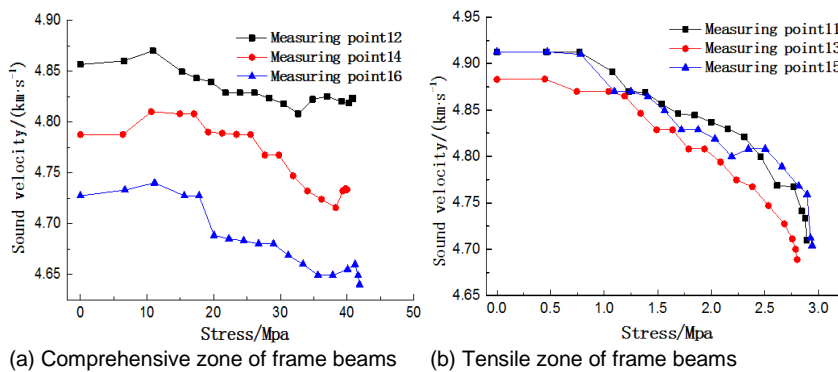 4.90
4.85
4.80
4.75
4.70
4.65
Sound velocity/(km·s⁻¹)
Measuring point12
Measuring point14
Measuring point16
0 10 20 30 40 50
Stress/Mpa
(a) Comprehensive zone of frame beams
4.95
4.90
4.85
4.80
4.75
4.70
4.65
Sound velocity/(km·s⁻¹)
Measuring point11
Measuring point13
Measuring point15
0.0 0.5 1.0 1.5 2.0 2.5 3.0
Stress/Mpa
(b) Tensile zone of frame beams